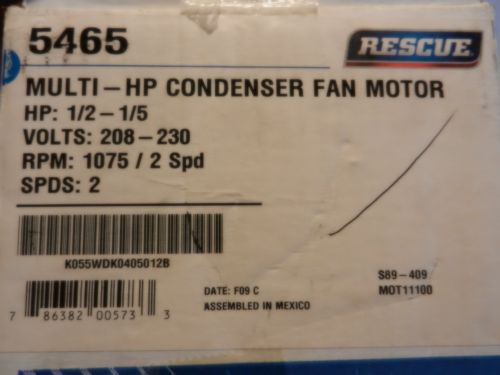 5465
RESCUE
MULTI-HP CONDENSER FAN MOTOR
HP: 1/2-1/5
VOLTS: 208-230
RPM: 1075 / 2 Spd
SPDS: 2
K055WDK0405012B
7 86382 00573 3
DATE: F09 C
ASSEMBLED IN MEXICO
S89-409
MOT11100